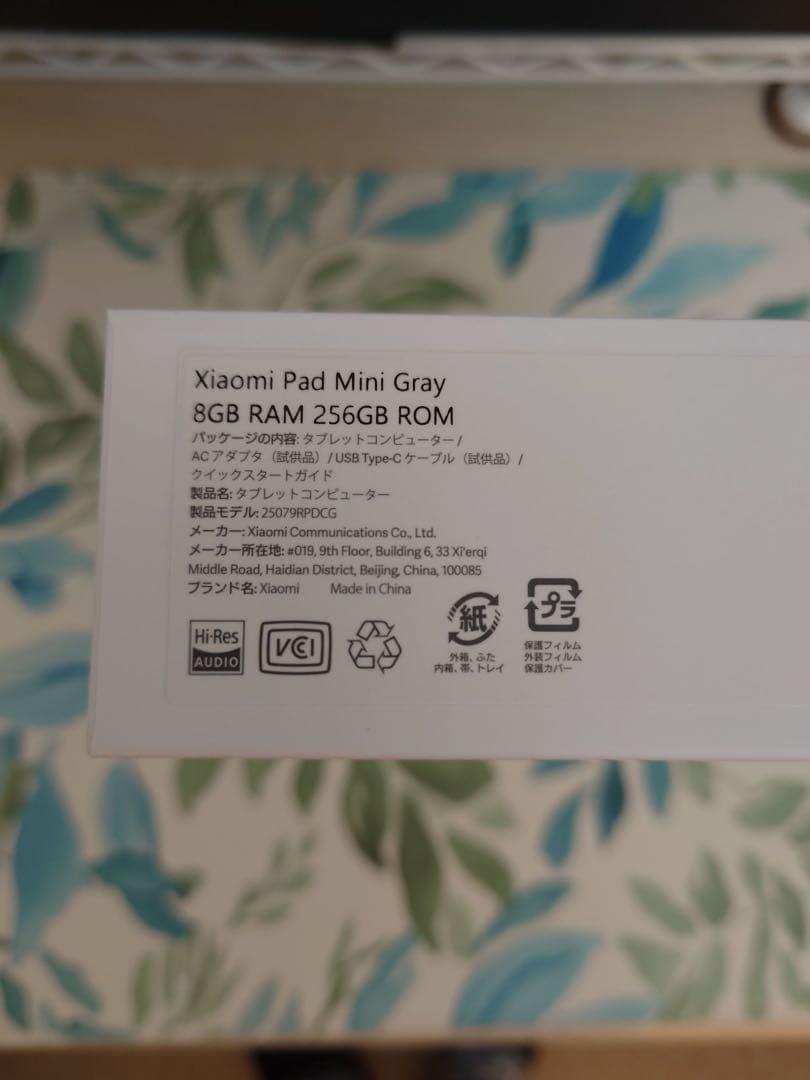 Xiaomi Pad Mini Gray
8GB RAM 256GB ROM
パッケージの内容: タブレットコンピューター /
ACアダプタ（試供品）/ USB Type-C ケーブル（試供品）/
クイックスタートガイド
製品名: タブレットコンピューター
製品モデル: 25079RPDCG
メーカー: Xiaomi Communications Co., Ltd.
メーカー所在地: #019, 9th Floor, Building 6, 33 Xi'erqi
Middle Road, Haidian District, Beijing, China, 100085
ブランド名: Xiaomi Made in China
Hi-Res
AUDIO
VCCI
紙
外箱、ふた
内箱、帯、トレイ
プラ
保護フィルム
外装フィルム
保護カバー